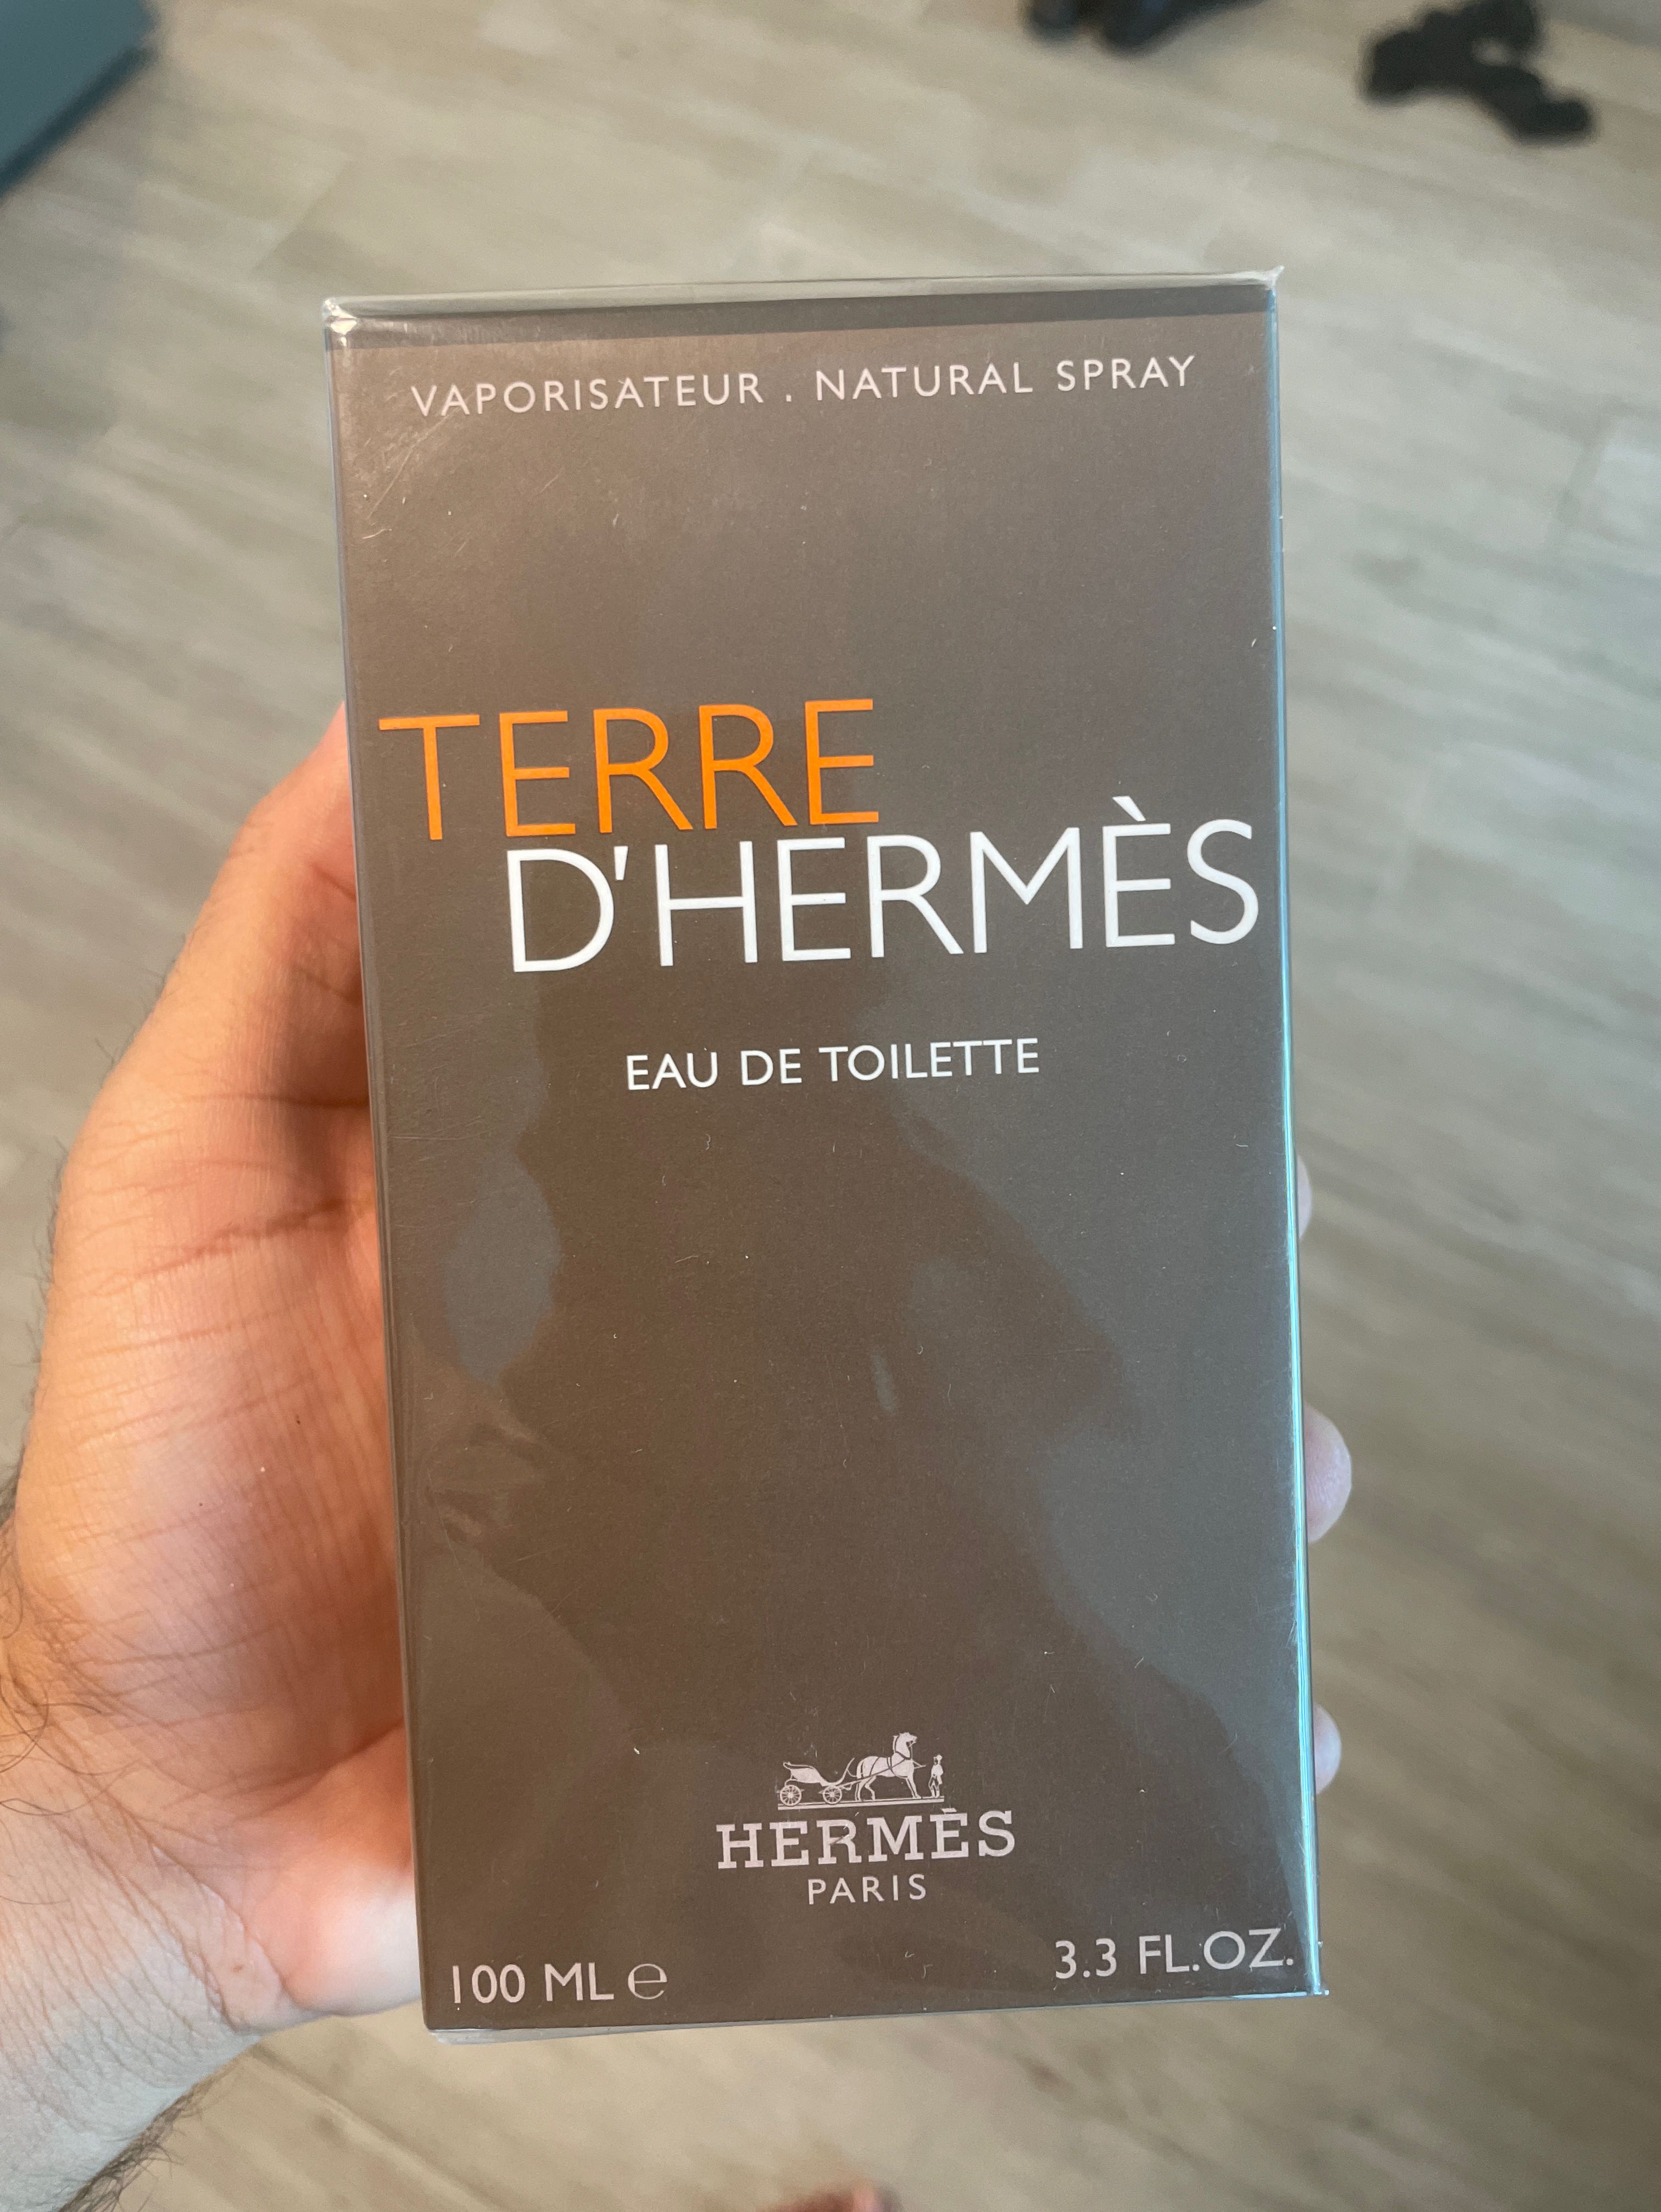 VAPORISATEUR . NATURAL SPRAY
TERRE
D'HERMÈS
EAU DE TOILETTE
HERMÈS
PARIS
100 ML ℮ 3.3 FL.OZ.